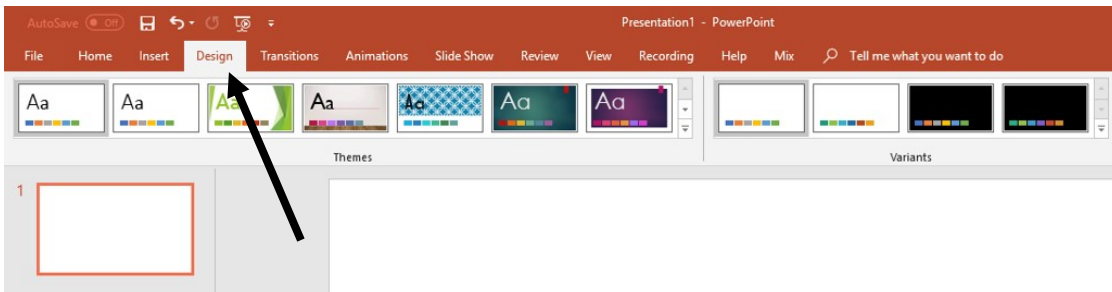 AutoSave Off Presentation1 - PowerPoint
File Home Insert Design Transitions Animations Slide Show Review View Recording Help Mix Tell me what you want to do
Aa Aa Aa Aa Aa Aa Aa
Themes Variants
1